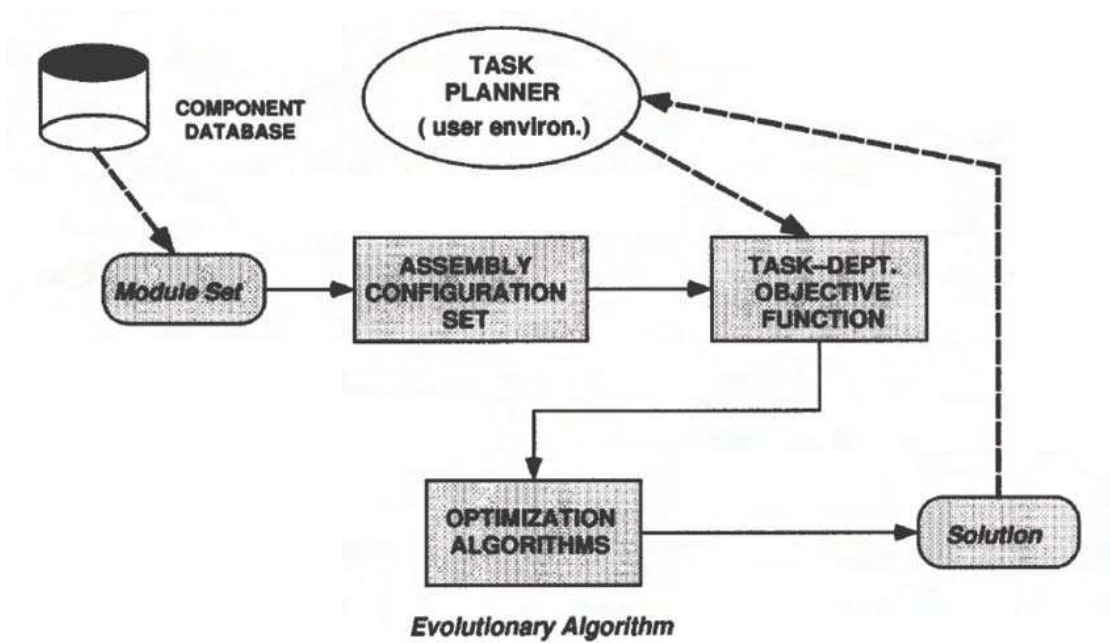 COMPONENT
DATABASE
TASK
PLANNER
( user environ.)
Module Set
ASSEMBLY
CONFIGURATION
SET
TASK–DEPT.
OBJECTIVE
FUNCTION
OPTIMIZATION
ALGORITHMS
Solution
Evolutionary Algorithm